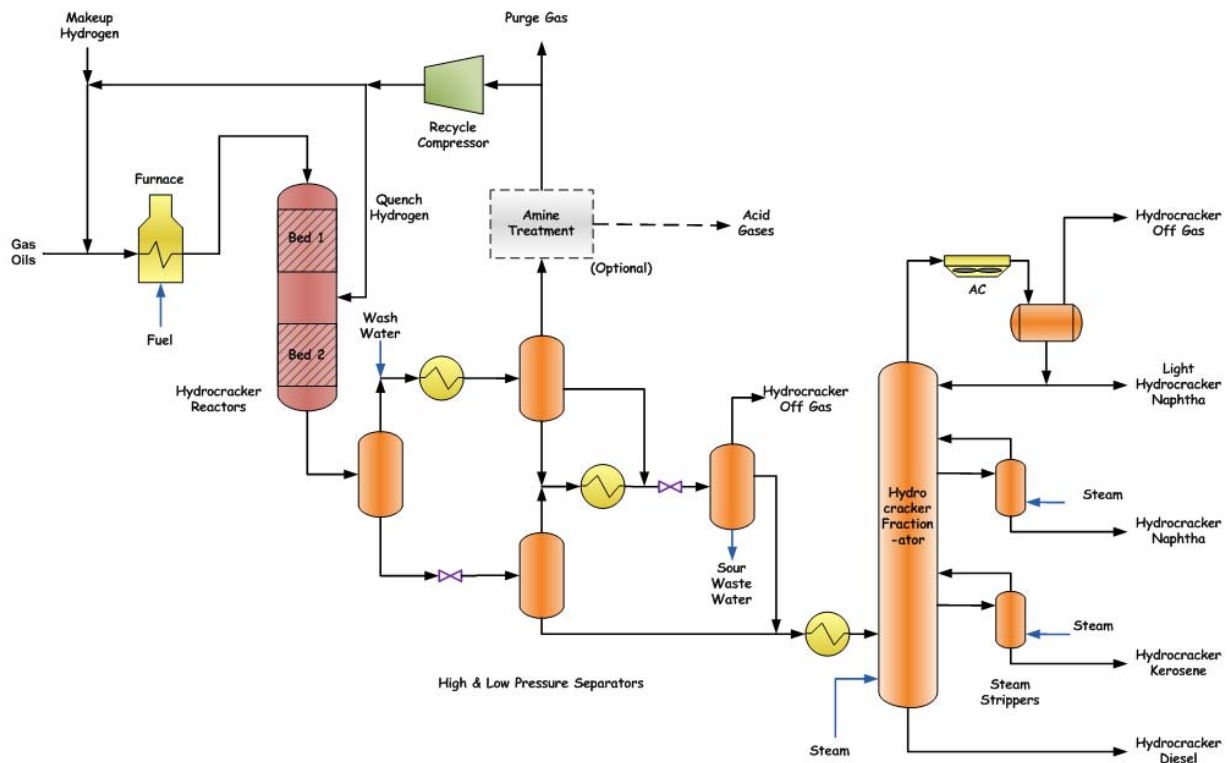 Makeup
Hydrogen
Purge Gas
Recycle
Compressor
Furnace
Quench
Hydrogen
Bed 1
Amine
Treatment
Acid
Gases
(Optional)
Hydrocracker
Off Gas
Gas
Oils
AC
Fuel
Wash
Water
Bed 2
Hydrocracker
Reactors
Light
Hydrocracker
Naphtha
Hydrocracker
Off Gas
Hydro
cracker
Fraction
-ator
Steam
Hydrocracker
Naphtha
Sour
Waste
Water
Steam
Hydrocracker
Kerosene
High & Low Pressure Separators
Steam
Strippers
Steam
Hydrocracker
Diesel